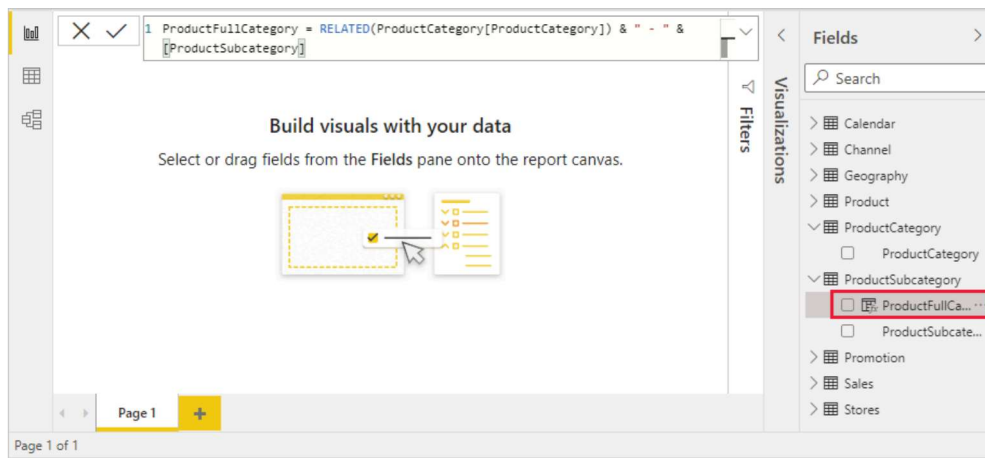 1 ProductFullCategory = RELATED(ProductCategory[ProductCategory]) & " - " &
[ProductSubcategory]
Build visuals with your data
Select or drag fields from the Fields pane onto the report canvas.
Filters
Visualizations
Fields
Search
Calendar
Channel
Geography
Product
ProductCategory
ProductCategory
ProductSubcategory
ProductFullCa... ...
ProductSubcate...
Promotion
Sales
Stores
Page 1
Page 1 of 1